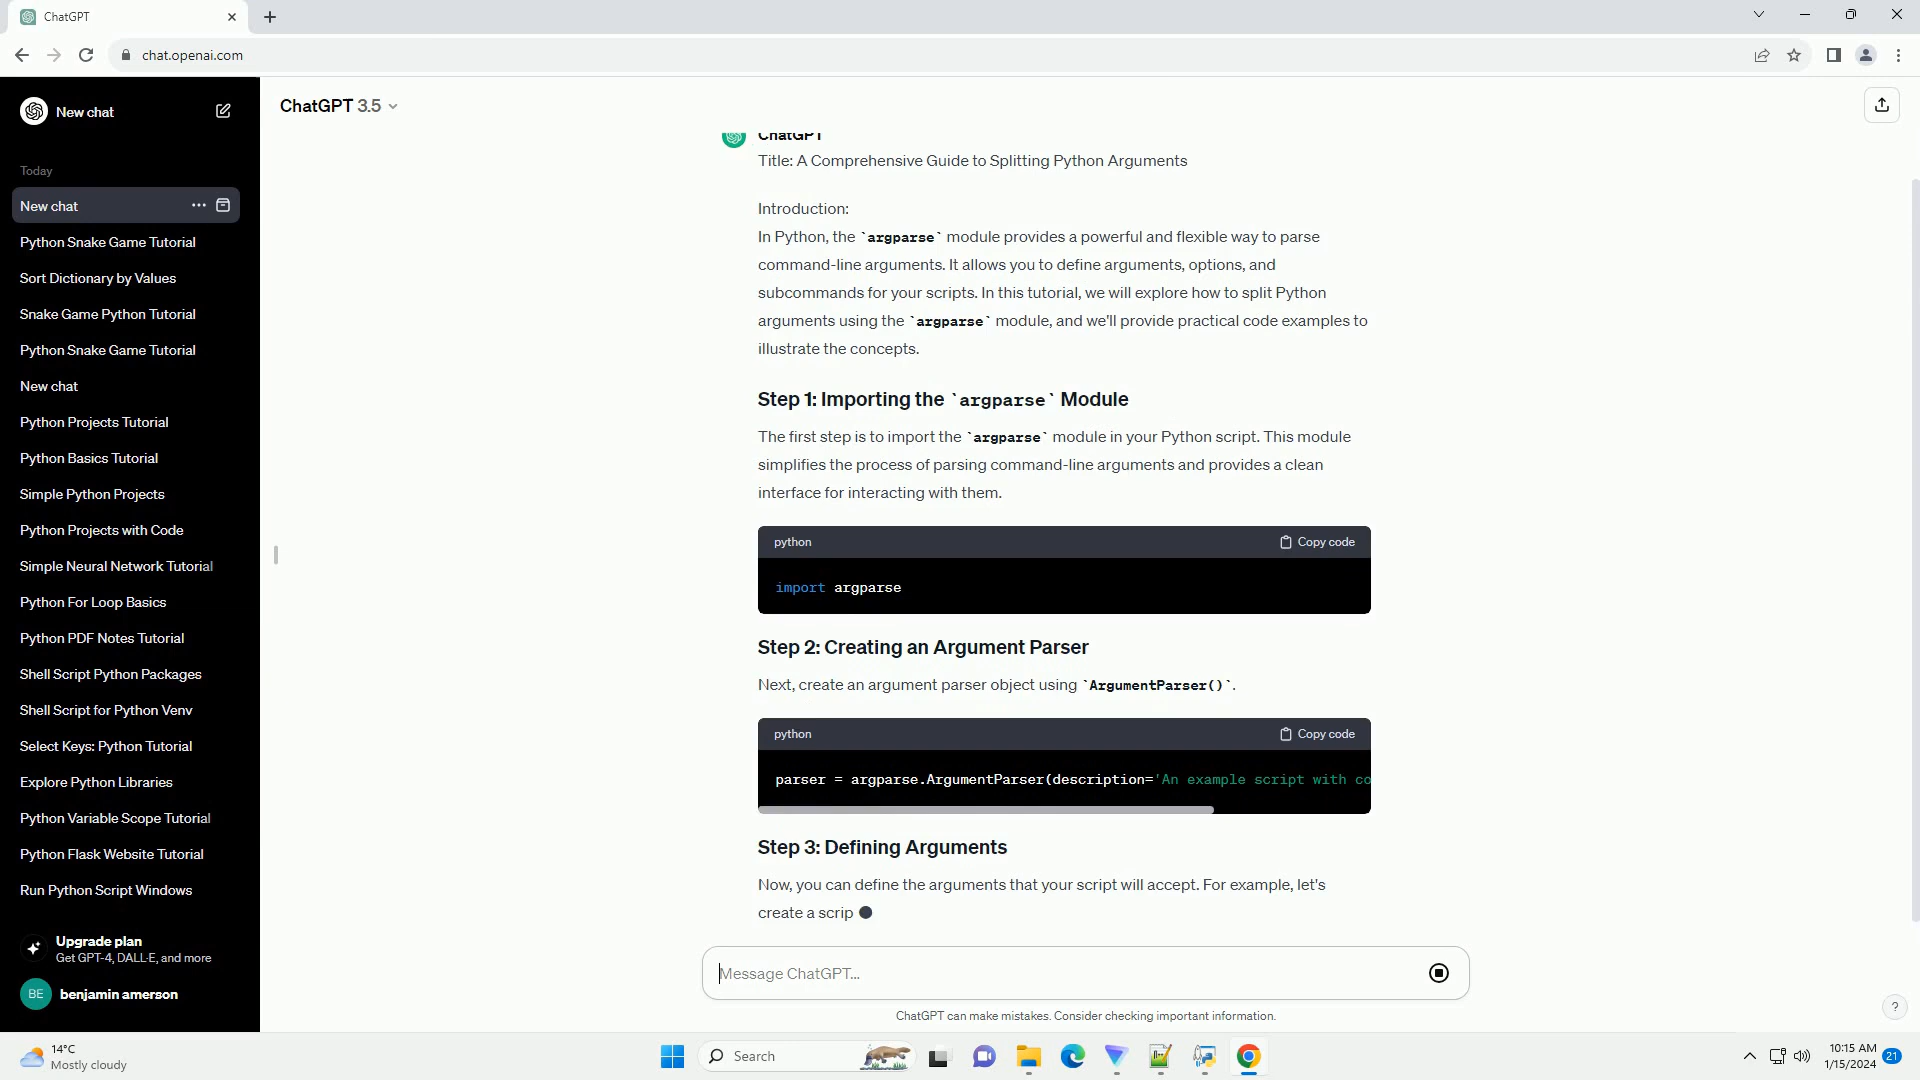 ChatGPT
chat.openai.com
New chat
Today
New chat
Python Snake Game Tutorial
Sort Dictionary by Values
Snake Game Python Tutorial
Python Snake Game Tutorial
New chat
Python Projects Tutorial
Python Basics Tutorial
Simple Python Projects
Python Projects with Code
Simple Neural Network Tutorial
Python For Loop Basics
Python PDF Notes Tutorial
Shell Script Python Packages
Shell Script for Python Venv
Select Keys: Python Tutorial
Explore Python Libraries
Python Variable Scope Tutorial
Python Flask Website Tutorial
Run Python Script Windows
Upgrade plan
Get GPT-4, DALL·E, and more
BE benjamin amerson
ChatGPT 3.5
ChatGPT
Title: A Comprehensive Guide to Splitting Python Arguments
Introduction:
In Python, the `argparse` module provides a powerful and flexible way to parse
command-line arguments. It allows you to define arguments, options, and
subcommands for your scripts. In this tutorial, we will explore how to split Python
arguments using the `argparse` module, and we'll provide practical code examples to
illustrate the concepts.
Step 1: Importing the `argparse` Module
The first step is to import the `argparse` module in your Python script. This module
simplifies the process of parsing command-line arguments and provides a clean
interface for interacting with them.
python Copy code
import argparse
Step 2: Creating an Argument Parser
Next, create an argument parser object using `ArgumentParser()`.
python Copy code
parser = argparse.ArgumentParser(description='An example script with co
Step 3: Defining Arguments
Now, you can define the arguments that your script will accept. For example, let's
create a scrip
Message ChatGPT...
ChatGPT can make mistakes. Consider checking important information.
?
14°C
Mostly cloudy
Search
10:15 AM
1/15/2024
21